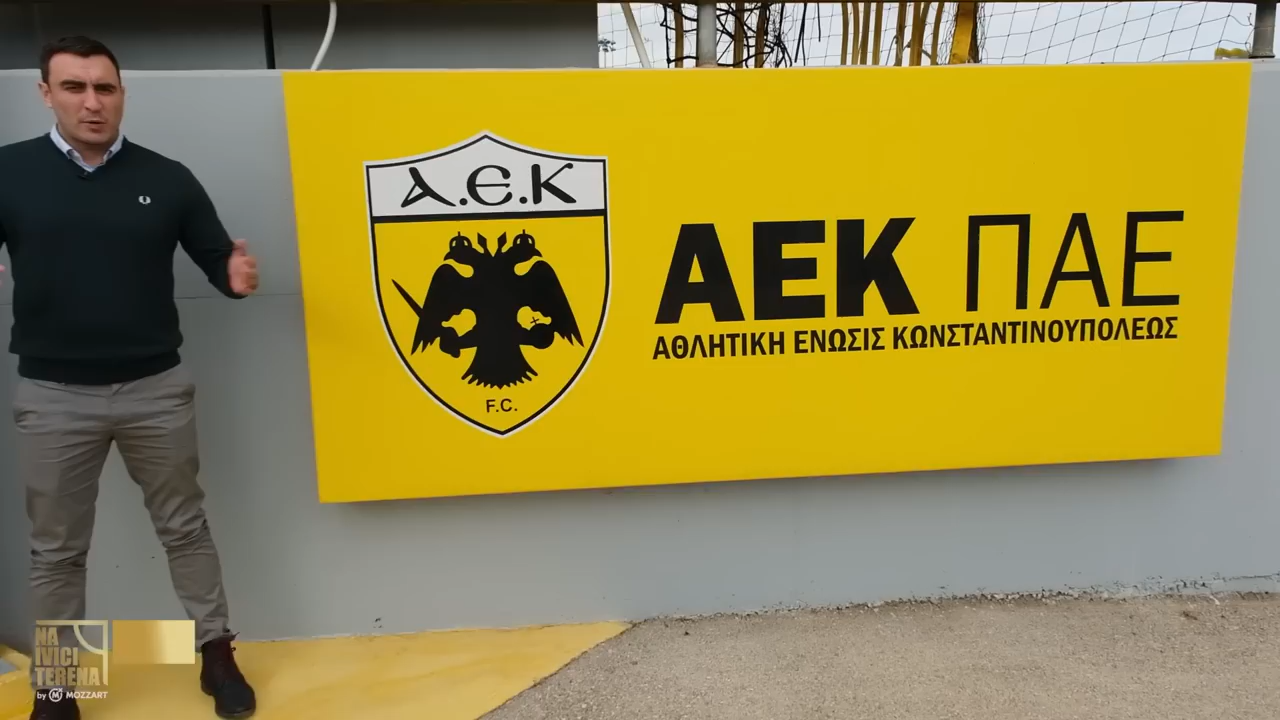 Α.Ε.Κ
F.C.
ΑΕΚ ΠΑΕ
ΑΘΛΗΤΙΚΗ ΕΝΩΣΙΣ ΚΩΝΣΤΑΝΤΙΝΟΥΠΟΛΕΩΣ
NA
IVICI
TERENA
by M MOZZART